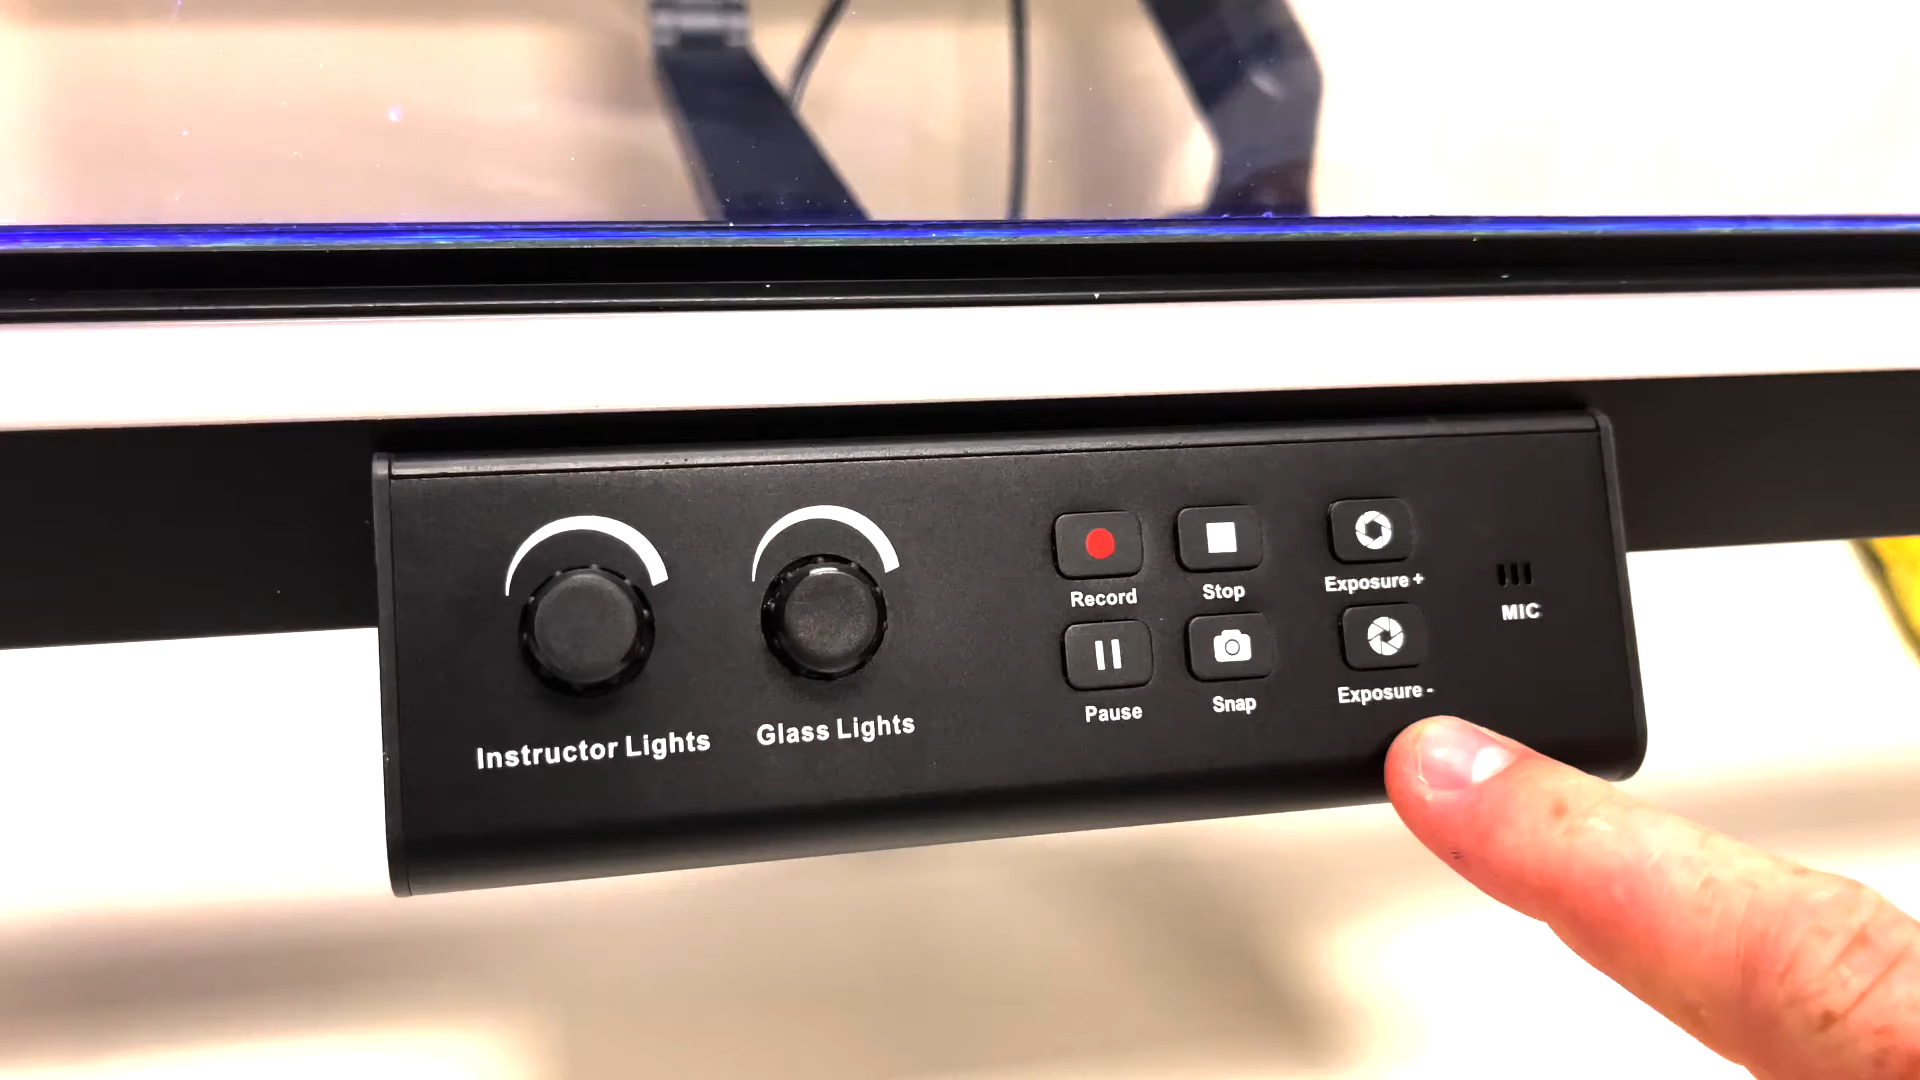 Instructor Lights
Glass Lights
Record
Stop
Exposure +
Pause
Snap
Exposure -
MIC